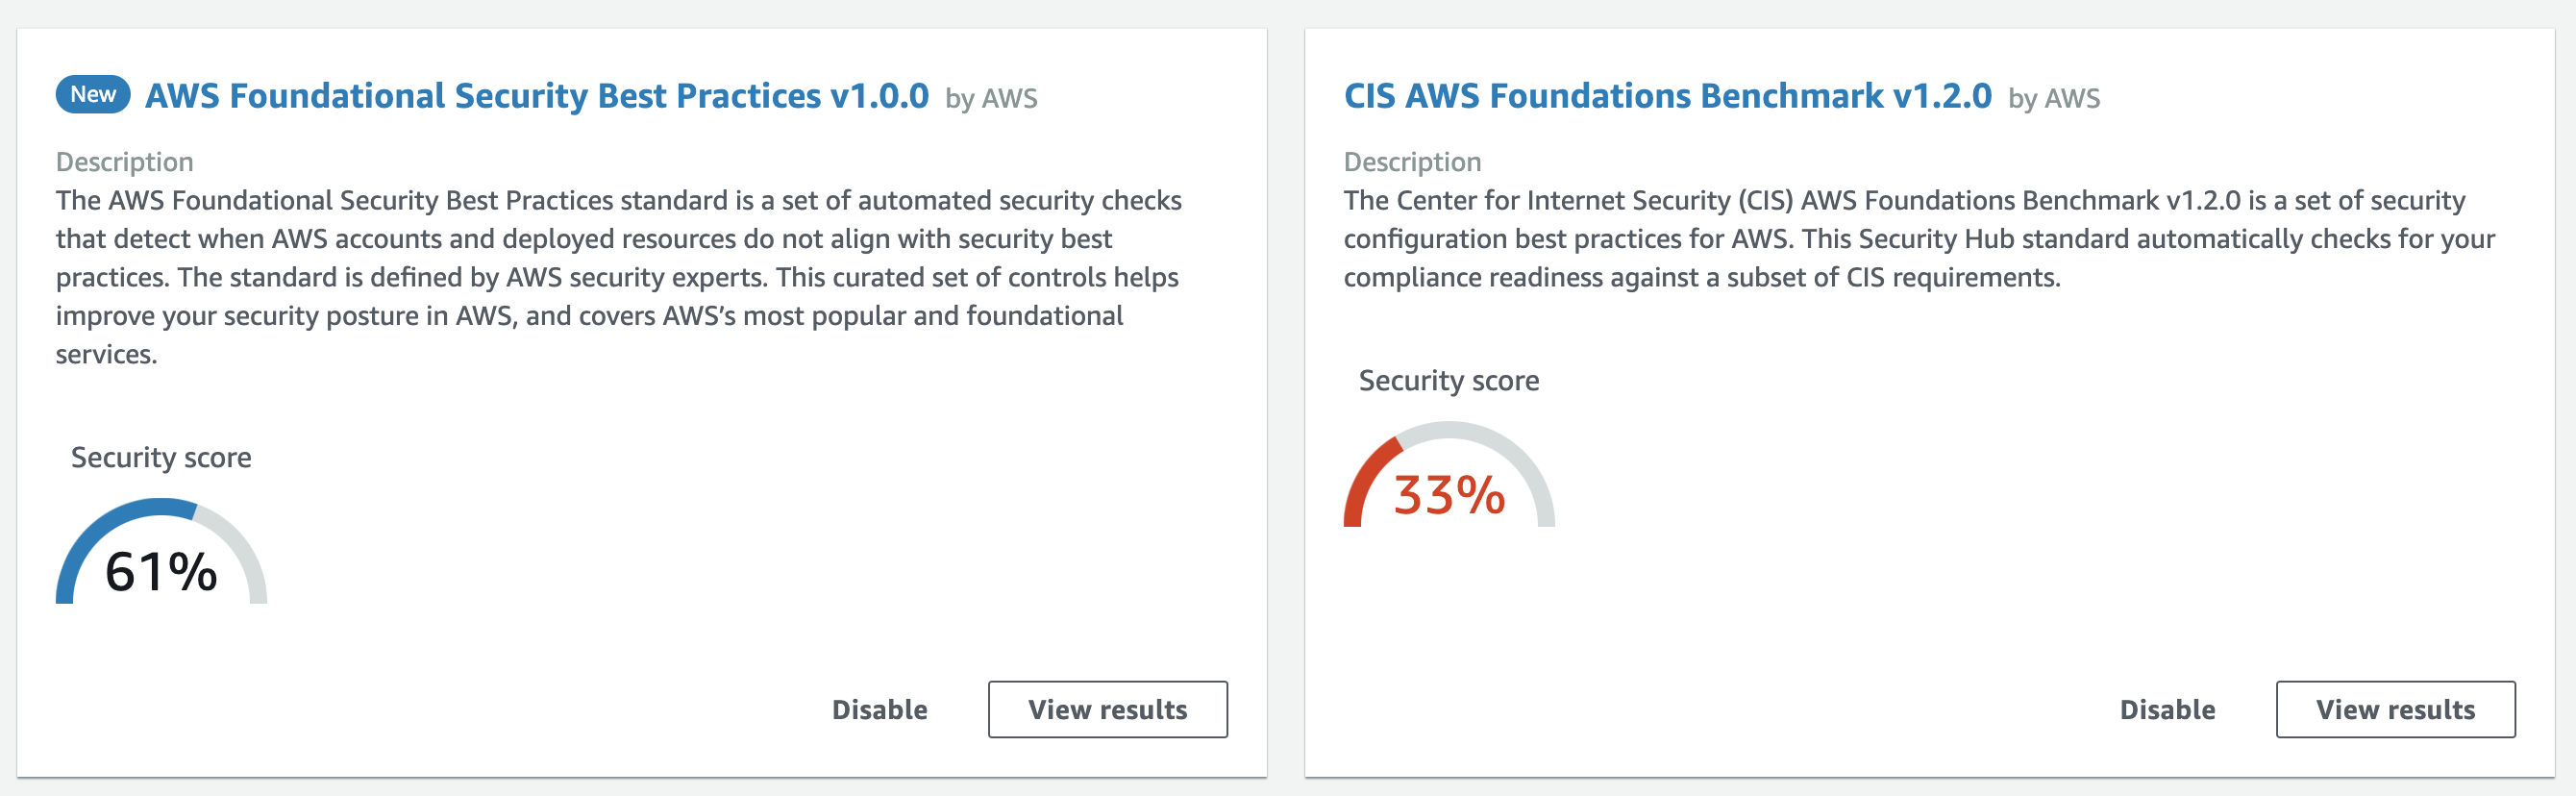 New AWS Foundational Security Best Practices v1.0.0 by AWS
Description
The AWS Foundational Security Best Practices standard is a set of automated security checks
that detect when AWS accounts and deployed resources do not align with security best
practices. The standard is defined by AWS security experts. This curated set of controls helps
improve your security posture in AWS, and covers AWS’s most popular and foundational
services.
Security score
61%
Disable
View results
CIS AWS Foundations Benchmark v1.2.0 by AWS
Description
The Center for Internet Security (CIS) AWS Foundations Benchmark v1.2.0 is a set of security
configuration best practices for AWS. This Security Hub standard automatically checks for your
compliance readiness against a subset of CIS requirements.
Security score
33%
Disable
View results